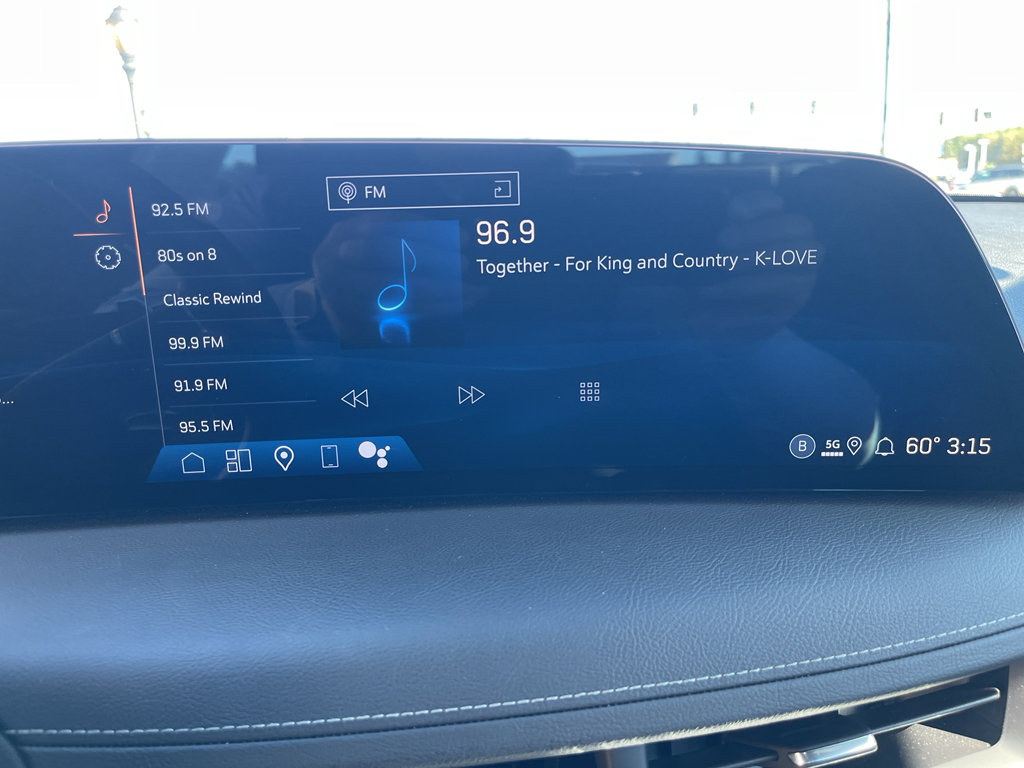 92.5 FM
80s on 8
Classic Rewind
99.9 FM
91.9 FM
95.5 FM
FM
96.9
Together - For King and Country - K-LOVE
...
B 5G 60° 3:15